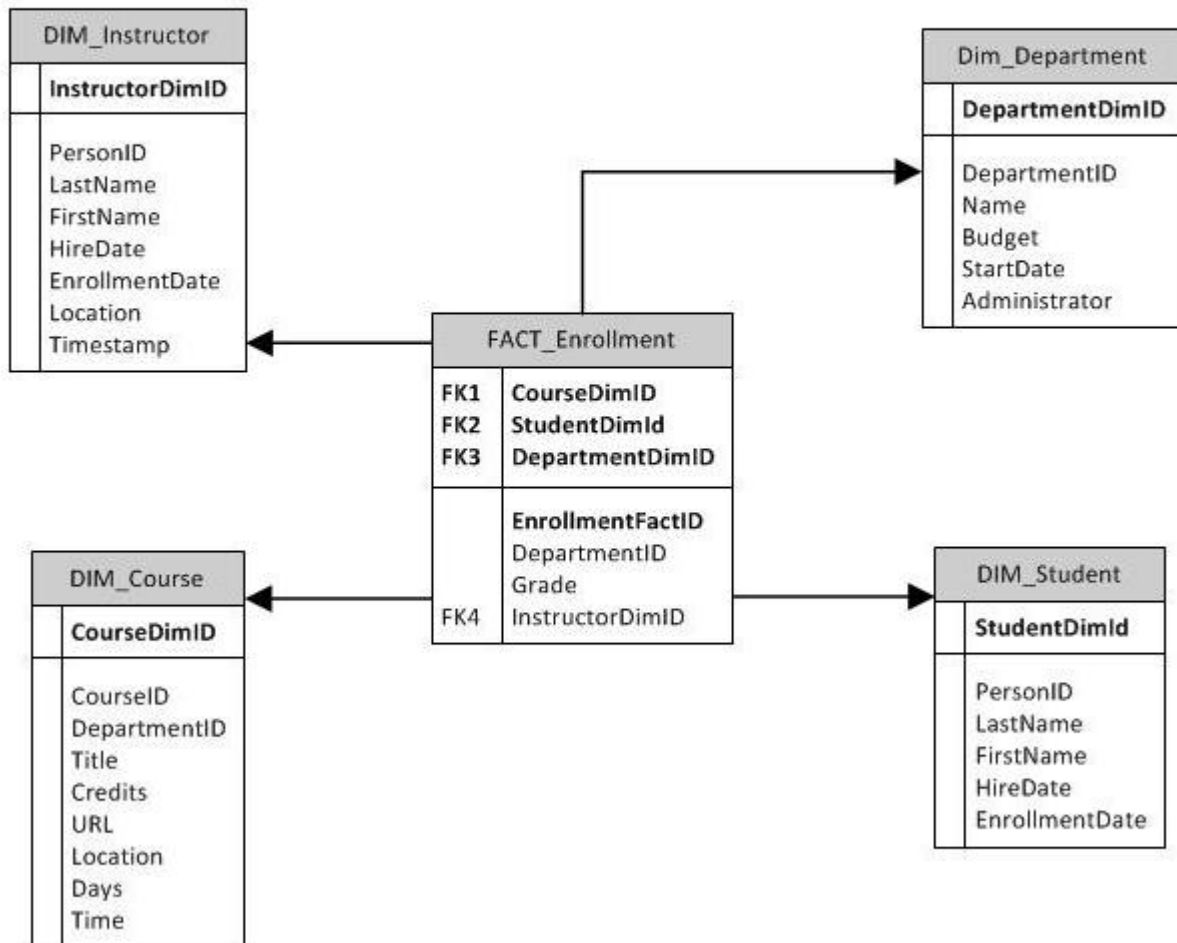 DIM_Instructor
InstructorDimID
PersonID
LastName
FirstName
HireDate
EnrollmentDate
Location
Timestamp
Dim_Department
DepartmentDimID
DepartmentID
Name
Budget
StartDate
Administrator
FACT_Enrollment
FK1 CourseDimID
FK2 StudentDimId
FK3 DepartmentDimID
EnrollmentFactID
DepartmentID
Grade
FK4 InstructorDimID
DIM_Course
CourseDimID
CourseID
DepartmentID
Title
Credits
URL
Location
Days
Time
DIM_Student
StudentDimId
PersonID
LastName
FirstName
HireDate
EnrollmentDate